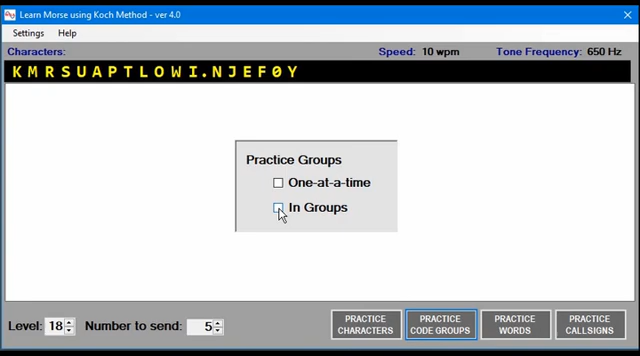 Learn Morse using Koch Method - ver 4.0
Settings Help
Characters: Speed: 10 wpm Tone Frequency: 650 Hz
K M R S U A P T L O W I . N J E F 0 Y
Practice Groups
One-at-a-time
In Groups
Level: 18 Number to send: 5
PRACTICE CHARACTERS
PRACTICE CODE GROUPS
PRACTICE WORDS
PRACTICE CALLSIGNS